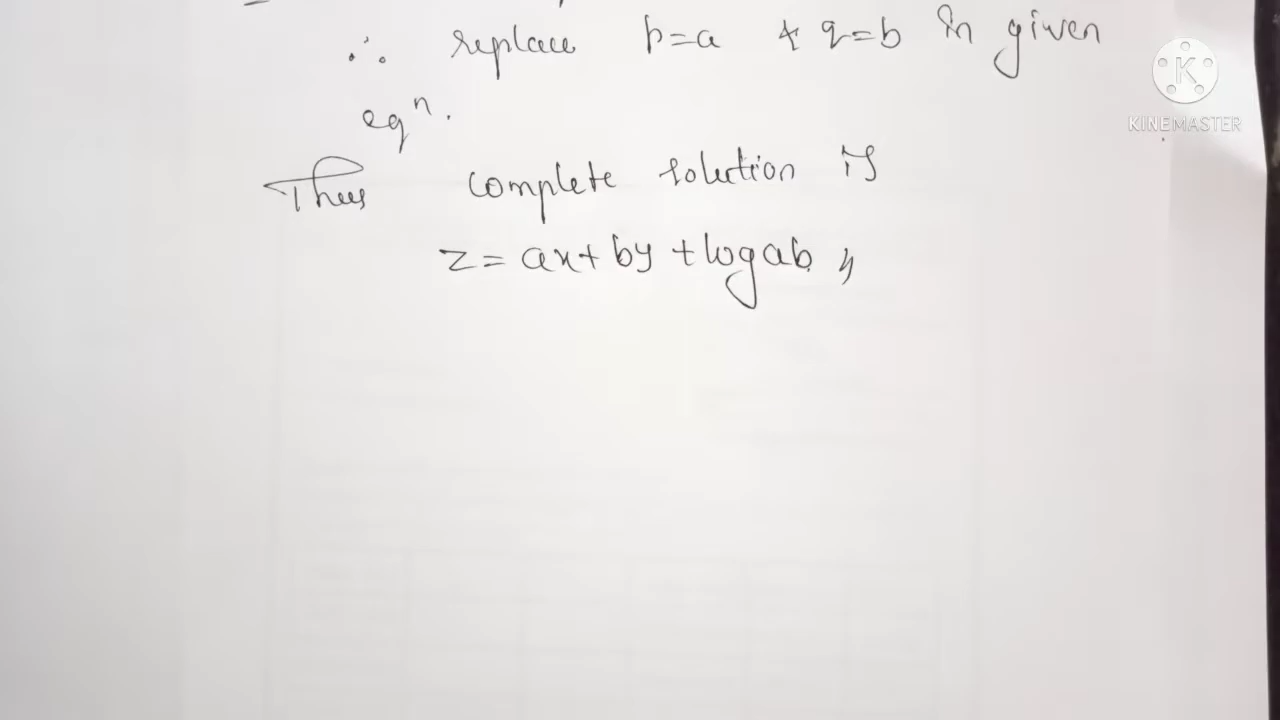 ∴ replace p=a & q=b in given
eqⁿ.
Thus complete solution is
z = ax + by + log ab //
KINEMASTER